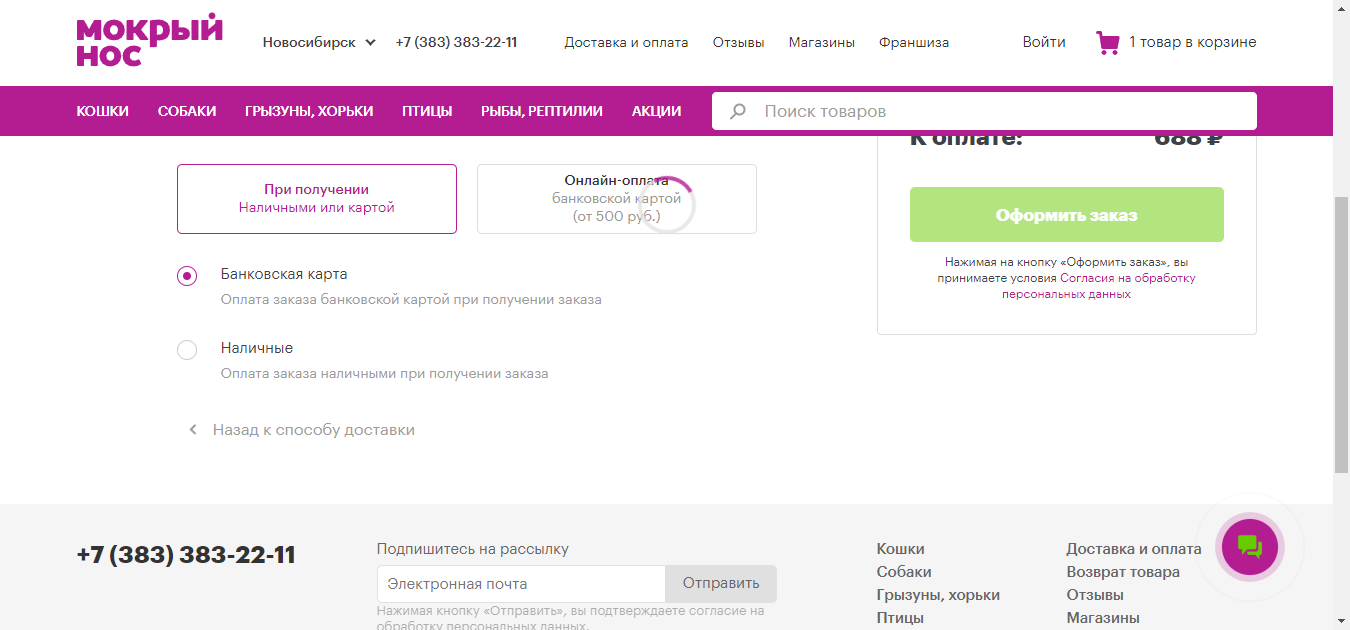 мокрый
нос
Новосибирск
+7 (383) 383-22-11
Доставка и оплата
Отзывы
Магазины
Франшиза
Войти
1 товар в корзине
КОШКИ
СОБАКИ
ГРЫЗУНЫ, ХОРЬКИ
ПТИЦЫ
РЫБЫ, РЕПТИЛИИ
АКЦИИ
Поиск товаров
К оплате:
688 ₽
При получении
Наличными или картой
Онлайн-оплата
банковской картой
(от 500 руб.)
Оформить заказ
Нажимая на кнопку «Оформить заказ», вы
принимаете условия Согласия на обработку
персональных данных
Банковская карта
Оплата заказа банковской картой при получении заказа
Наличные
Оплата заказа наличными при получении заказа
Назад к способу доставки
+7 (383) 383-22-11
Подпишитесь на рассылку
Электронная почта
Отправить
Нажимая кнопку «Отправить», вы подтверждаете согласие на
обработку персональных данных.
Кошки
Собаки
Грызуны, хорьки
Птицы
Доставка и оплата
Возврат товара
Отзывы
Магазины